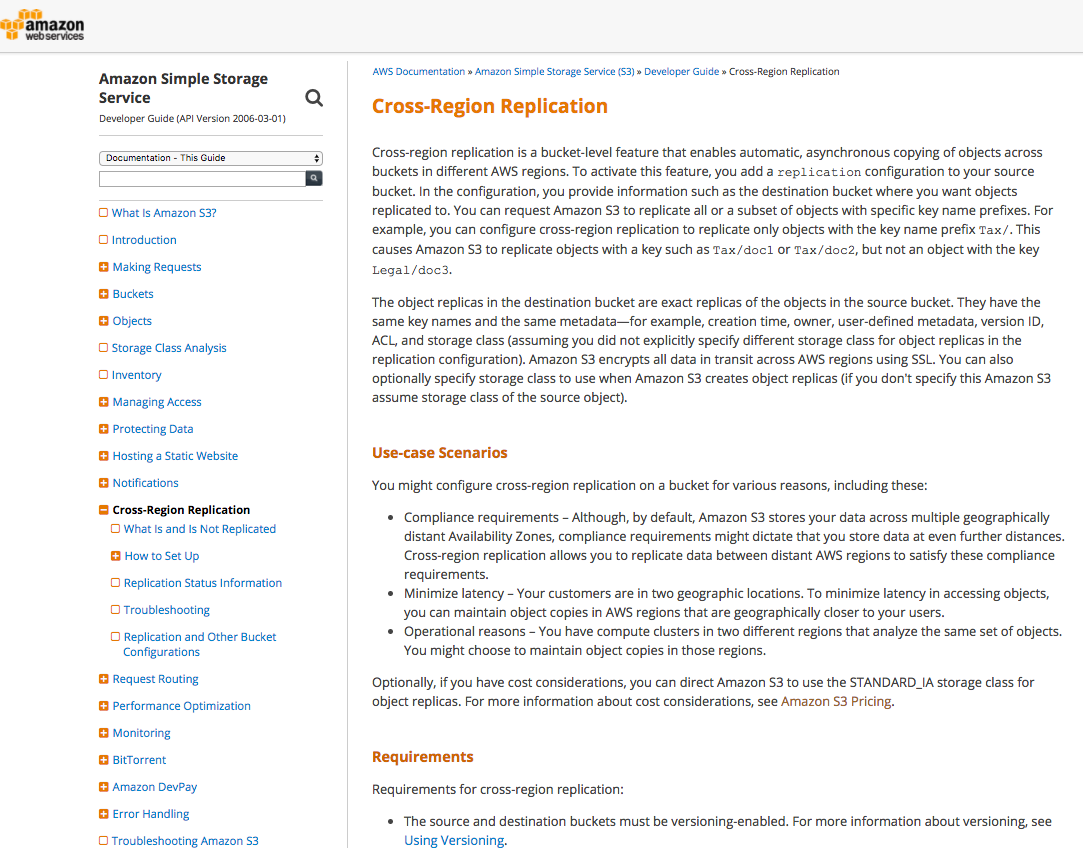 amazon
webservices
Amazon Simple Storage
Service
Developer Guide (API Version 2006-03-01)
Documentation - This Guide
What Is Amazon S3?
Introduction
Making Requests
Buckets
Objects
Storage Class Analysis
Inventory
Managing Access
Protecting Data
Hosting a Static Website
Notifications
Cross-Region Replication
What Is and Is Not Replicated
How to Set Up
Replication Status Information
Troubleshooting
Replication and Other Bucket
Configurations
Request Routing
Performance Optimization
Monitoring
BitTorrent
Amazon DevPay
Error Handling
Troubleshooting Amazon S3
AWS Documentation » Amazon Simple Storage Service (S3) » Developer Guide » Cross-Region Replication
Cross-Region Replication
Cross-region replication is a bucket-level feature that enables automatic, asynchronous copying of objects across
buckets in different AWS regions. To activate this feature, you add a replication configuration to your source
bucket. In the configuration, you provide information such as the destination bucket where you want objects
replicated to. You can request Amazon S3 to replicate all or a subset of objects with specific key name prefixes. For
example, you can configure cross-region replication to replicate only objects with the key name prefix Tax/. This
causes Amazon S3 to replicate objects with a key such as Tax/doc1 or Tax/doc2, but not an object with the key
Legal/doc3.
The object replicas in the destination bucket are exact replicas of the objects in the source bucket. They have the
same key names and the same metadata—for example, creation time, owner, user-defined metadata, version ID,
ACL, and storage class (assuming you did not explicitly specify different storage class for object replicas in the
replication configuration). Amazon S3 encrypts all data in transit across AWS regions using SSL. You can also
optionally specify storage class to use when Amazon S3 creates object replicas (if you don't specify this Amazon S3
assume storage class of the source object).
Use-case Scenarios
You might configure cross-region replication on a bucket for various reasons, including these:
• Compliance requirements – Although, by default, Amazon S3 stores your data across multiple geographically
distant Availability Zones, compliance requirements might dictate that you store data at even further distances.
Cross-region replication allows you to replicate data between distant AWS regions to satisfy these compliance
requirements.
• Minimize latency – Your customers are in two geographic locations. To minimize latency in accessing objects,
you can maintain object copies in AWS regions that are geographically closer to your users.
• Operational reasons – You have compute clusters in two different regions that analyze the same set of objects.
You might choose to maintain object copies in those regions.
Optionally, if you have cost considerations, you can direct Amazon S3 to use the STANDARD_IA storage class for
object replicas. For more information about cost considerations, see Amazon S3 Pricing.
Requirements
Requirements for cross-region replication:
• The source and destination buckets must be versioning-enabled. For more information about versioning, see
Using Versioning.